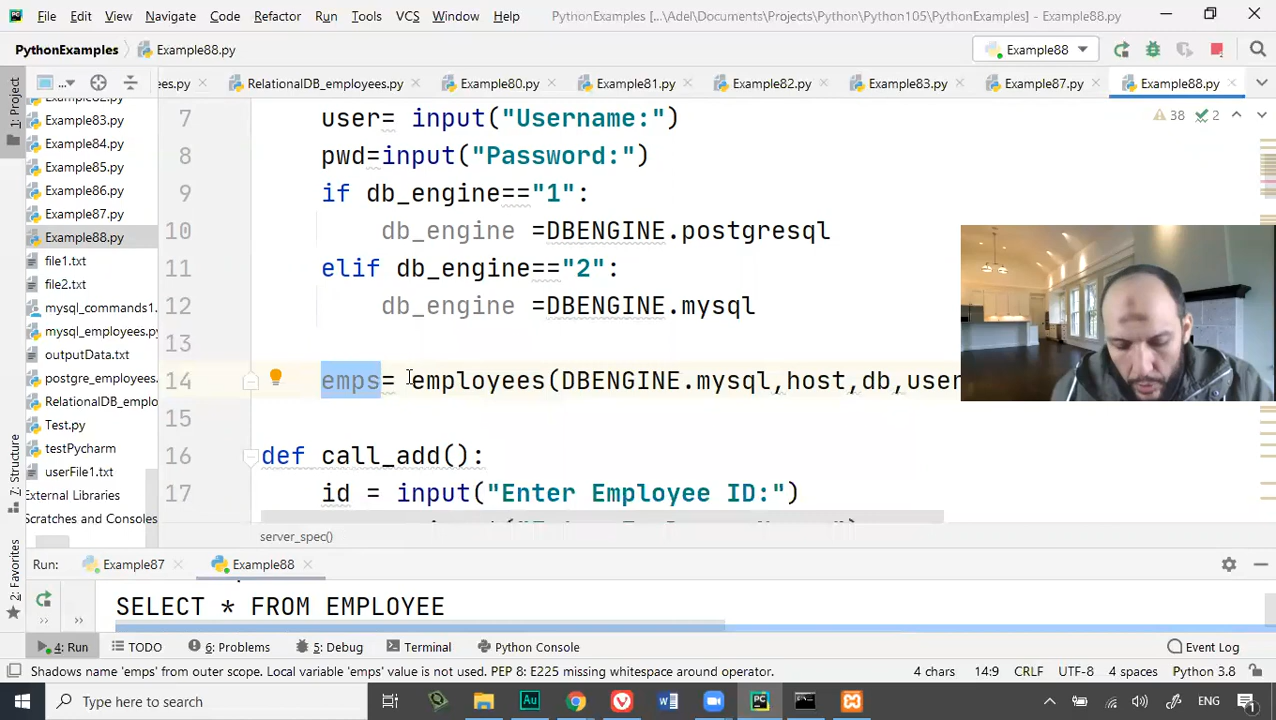 File Edit View Navigate Code Refactor Run Tools VCS Window Help PythonExamples [...\Adel\Documents\Projects\Python\Python105\PythonExamples] - Example88.py
PythonExamples Example88.py Example88
...
ees.py RelationalDB_employees.py Example80.py Example81.py Example82.py Example83.py Example87.py Example88.py
1: Project
Example83.py
Example84.py
Example85.py
Example86.py
Example87.py
Example88.py
file1.txt
file2.txt
mysql_commands1.
mysql_employees.py
outputData.txt
postgre_employees.
RelationalDB_employ
Test.py
testPycharm
userFile1.txt
External Libraries
Scratches and Consoles
38 2
7 user= input("Username:")
8 pwd=input("Password:")
9 if db_engine=="1":
10 db_engine =DBENGINE.postgresql
11 elif db_engine=="2":
12 db_engine =DBENGINE.mysql
13
14 emps= employees(DBENGINE.mysql,host,db,user
15
16 def call_add():
17 id = input("Enter Employee ID:")
server_spec()
7: Structure
2: Favorites
Run: Example87 Example88
SELECT * FROM EMPLOYEE
4: Run TODO 6: Problems 5: Debug Terminal Python Console Event Log
Shadows name 'emps' from outer scope. Local variable 'emps' value is not used. PEP 8: E225 missing whitespace around operator. 4 chars 14:9 CRLF UTF-8 4 spaces Python 3.8
Type here to search ENG